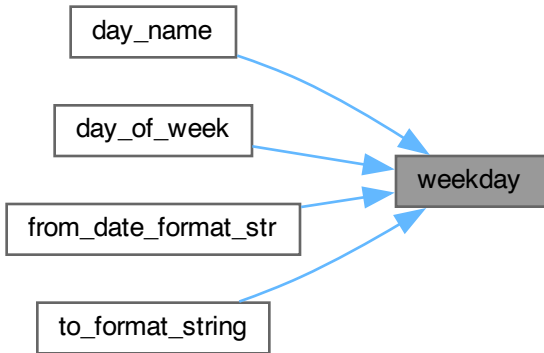 day_name
day_of_week
weekday
from_date_format_str
to_format_string